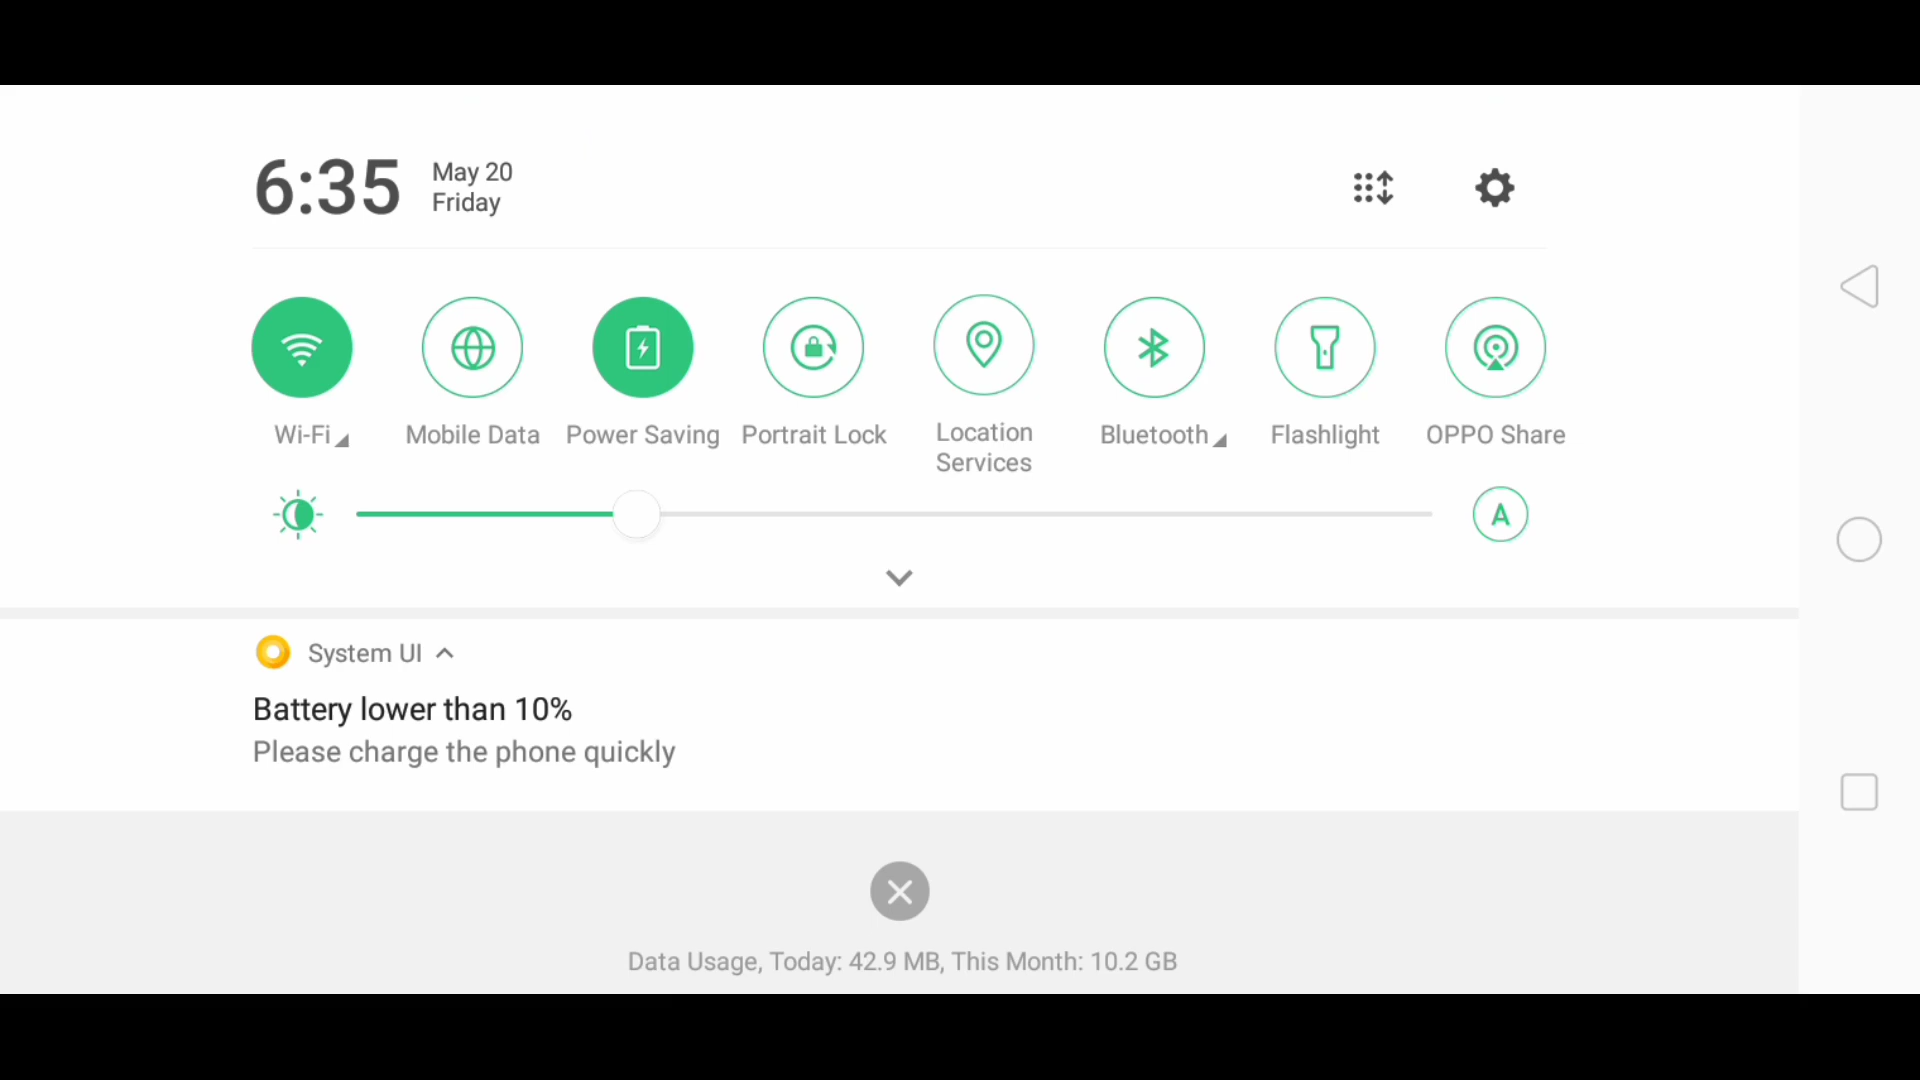 6:35
May 20
Friday
Wi-Fi
Mobile Data
Power Saving
Portrait Lock
Location
Services
Bluetooth
Flashlight
OPPO Share
A
System UI
Battery lower than 10%
Please charge the phone quickly
Data Usage, Today: 42.9 MB, This Month: 10.2 GB